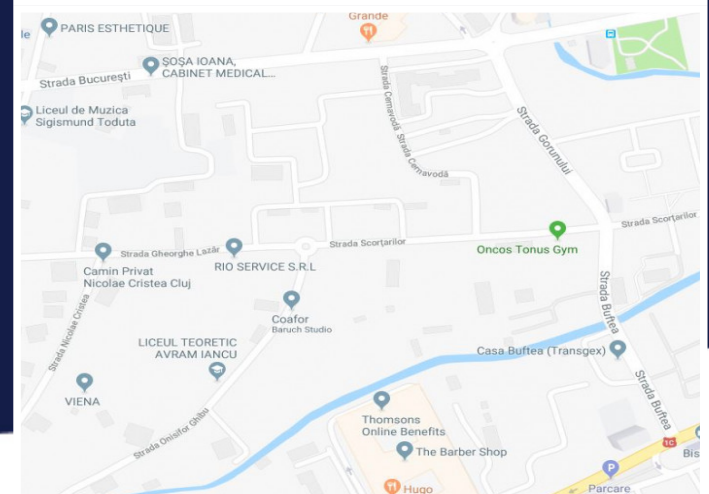 Grande
PARIS ESTHETIQUE
le
ȘOȘA IOANA,
CABINET MEDICAL...
Strada București
Liceul de Muzica
Sigismund Toduta
Strada Cernavodă
Strada Cernavodă
Strada Gorunului
Strada Scorțarilor
Strada Scorțarilor
Oncos Tonus Gym
Strada Gheorghe Lazăr
RIO SERVICE S.R.L
Camin Privat
Nicolae Cristea Cluj
Strada Nicolae Cristea
Coafor
Baruch Studio
Strada Buftea
LICEUL TEORETIC
AVRAM IANCU
Casa Buftea (Transgex)
VIENA
Strada Onisifor Ghibu
Strada Buftea
Thomsons
Online Benefits
The Barber Shop
1C
Bis
P
Parcare
Hugo